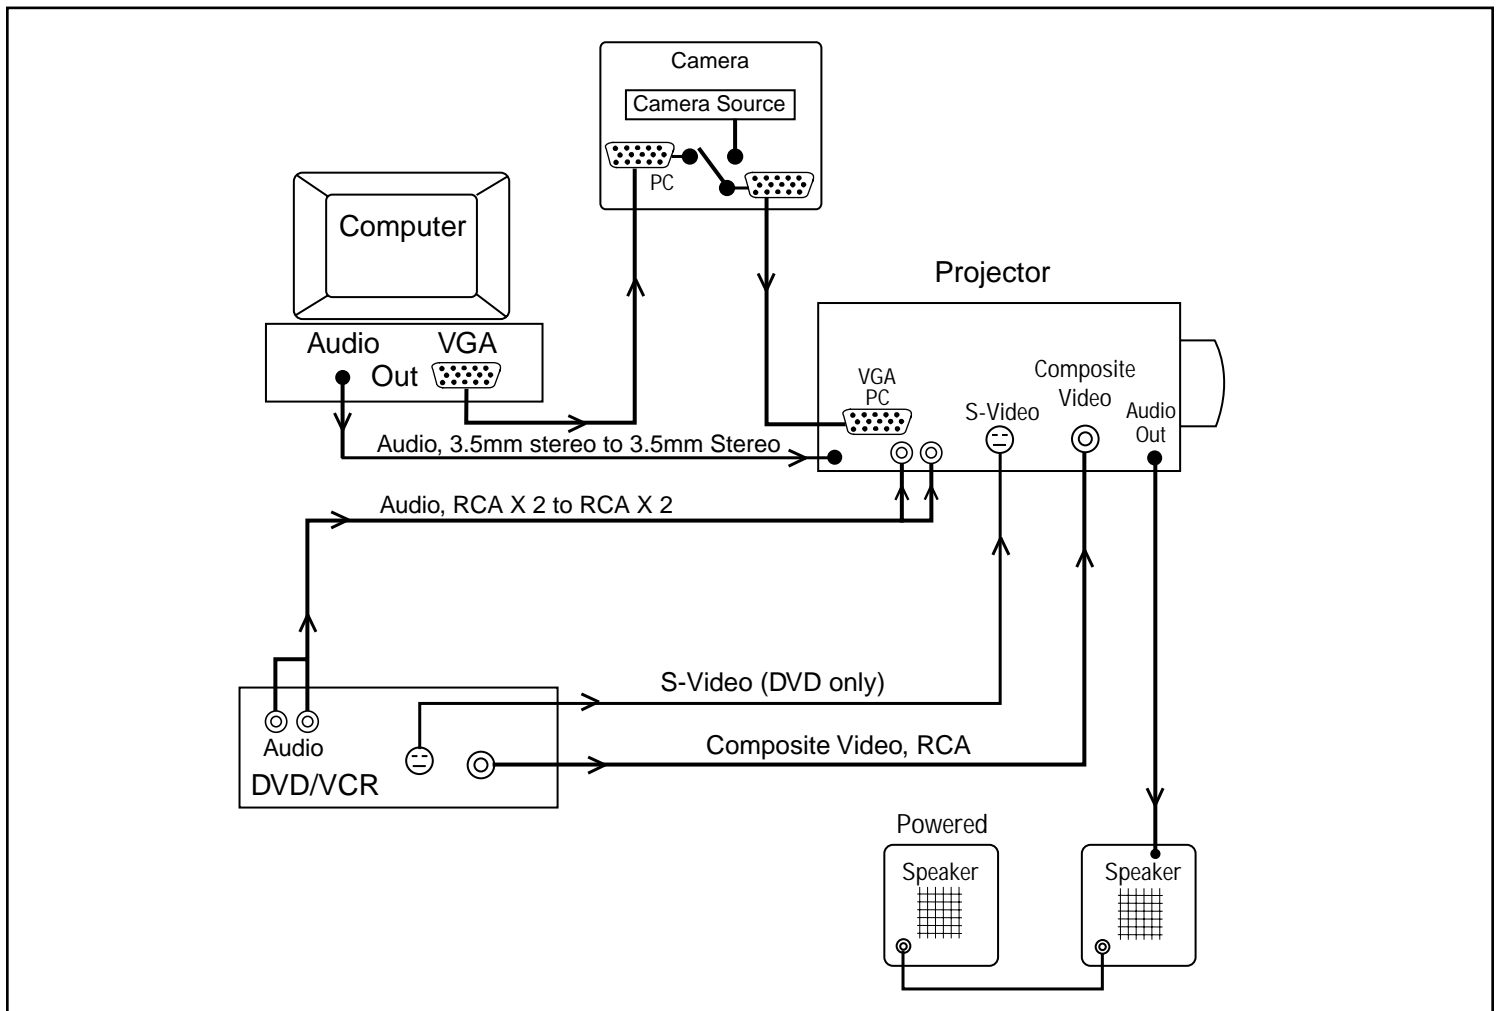 Camera
Camera Source
PC
Computer
Audio VGA
Out
Projector
VGA
PC
S-Video
Composite
Video
Audio
Out
Audio, 3.5mm stereo to 3.5mm Stereo
Audio, RCA X 2 to RCA X 2
S-Video (DVD only)
Composite Video, RCA
Audio
DVD/VCR
Powered
Speaker
Speaker